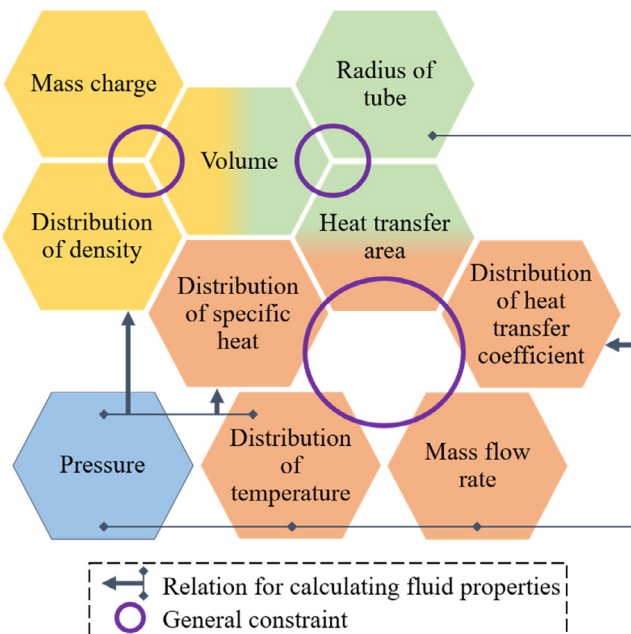 Mass charge
Radius of
tube
Volume
Distribution
of density
Heat transfer
area
Distribution
of specific
heat
Distribution
of heat
transfer
coefficient
Pressure
Distribution
of
temperature
Mass flow
rate
Relation for calculating fluid properties
General constraint